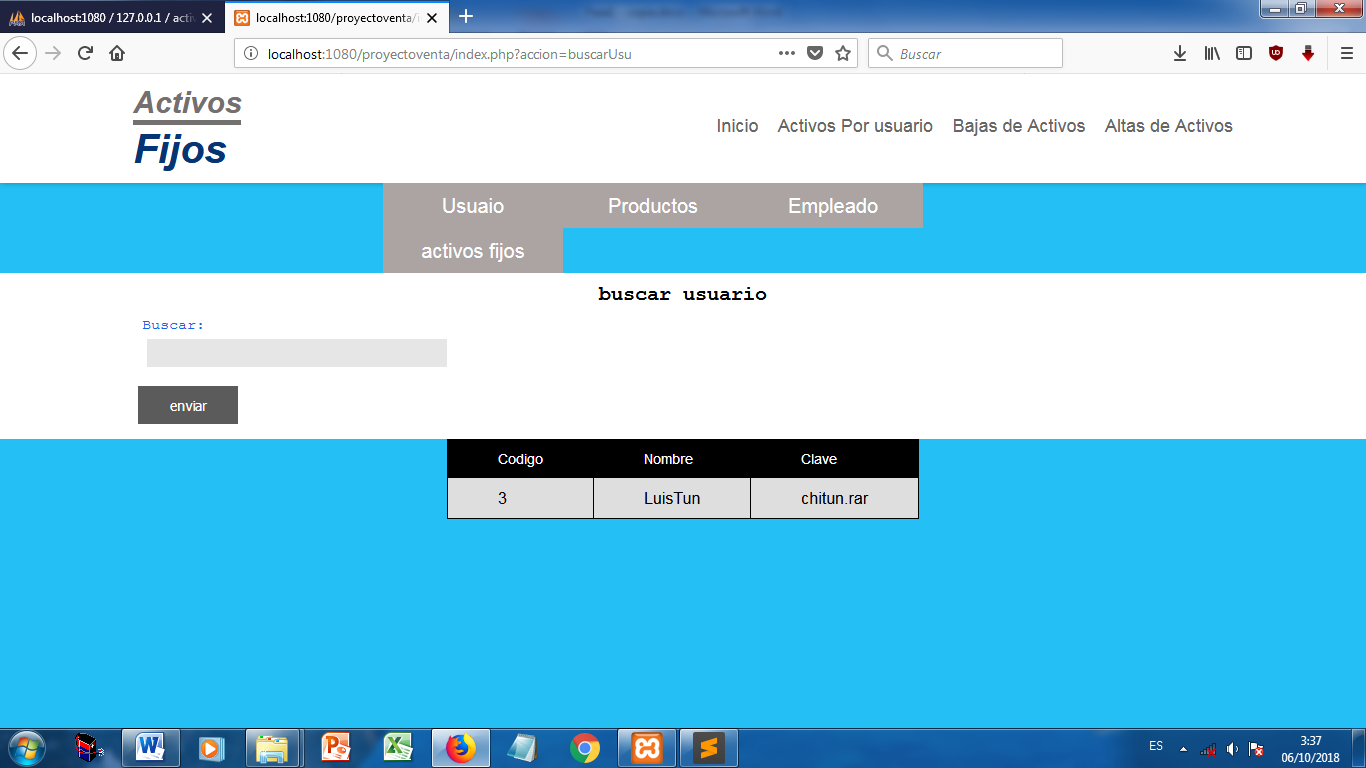 localhost:1080 / 127.0.0.1 / activ
localhost:1080/proyectoventa/i
localhost:1080/proyectoventa/index.php?accion=buscarUsu
Buscar
Activos
Fijos
Inicio Activos Por usuario Bajas de Activos Altas de Activos
Usuaio Productos Empleado
activos fijos
buscar usuario
Buscar:
enviar
Codigo Nombre Clave
3 LuisTun chitun.rar
ES
3:37
06/10/2018